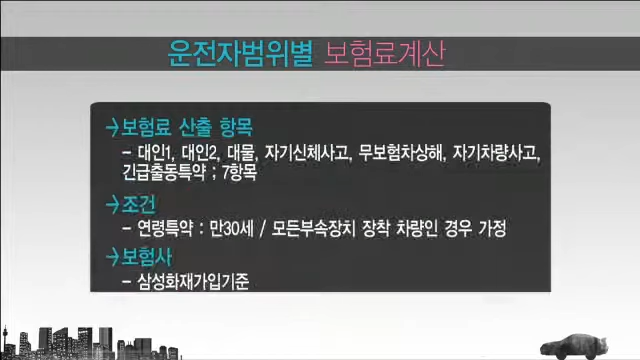 운전자범위별 보험료계산
→보험료 산출 항목
- 대인1, 대인2, 대물, 자기신체사고, 무보험차상해, 자기차량사고,
긴급출동특약 ; 7항목
→조건
- 연령특약 : 만30세 / 모든부속장치 장착 차량인 경우 가정
→보험사
- 삼성화재가입기준